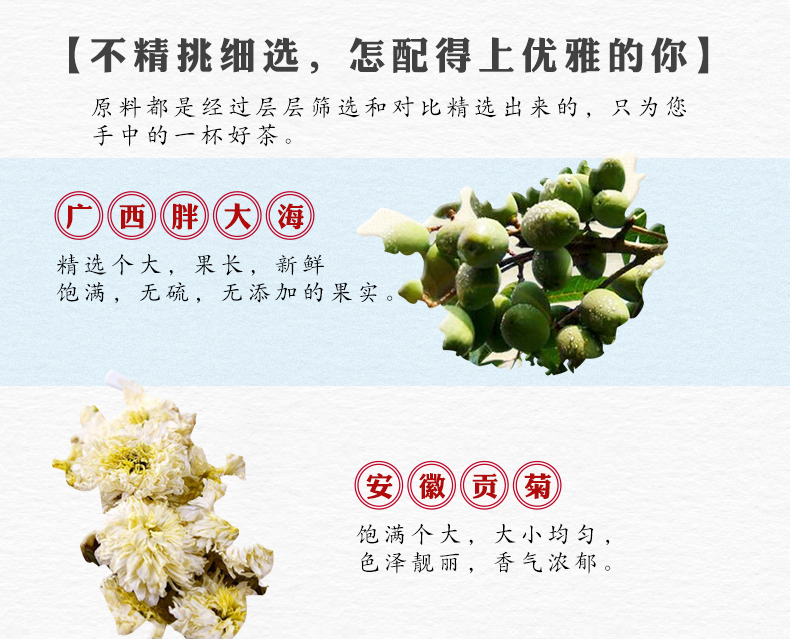 【不精挑细选，怎配得上优雅的你】
原料都是经过层层筛选和对比精选出来的，只为您
手中的一杯好茶。
广西胖大海
精选个大，果长，新鲜
饱满，无硫，无添加的果实。
安徽贡菊
饱满个大，大小均匀，
色泽靓丽，香气浓郁。